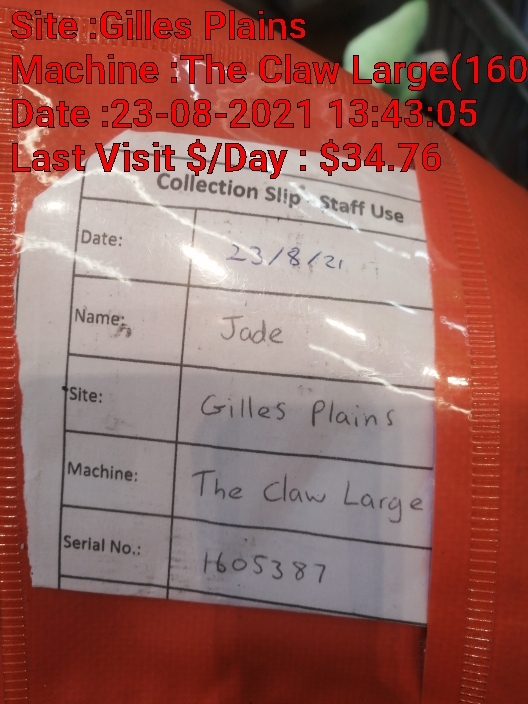 Site :Gilles Plains
Machine :The Claw Large(160
Date :23-08-2021 13:43:05
Last Visit $/Day : $34.76
Collection Slip - Staff Use
Date: 23/8/21
Name: Jade
Site: Gilles Plains
Machine: The Claw Large
Serial No.: 1605387